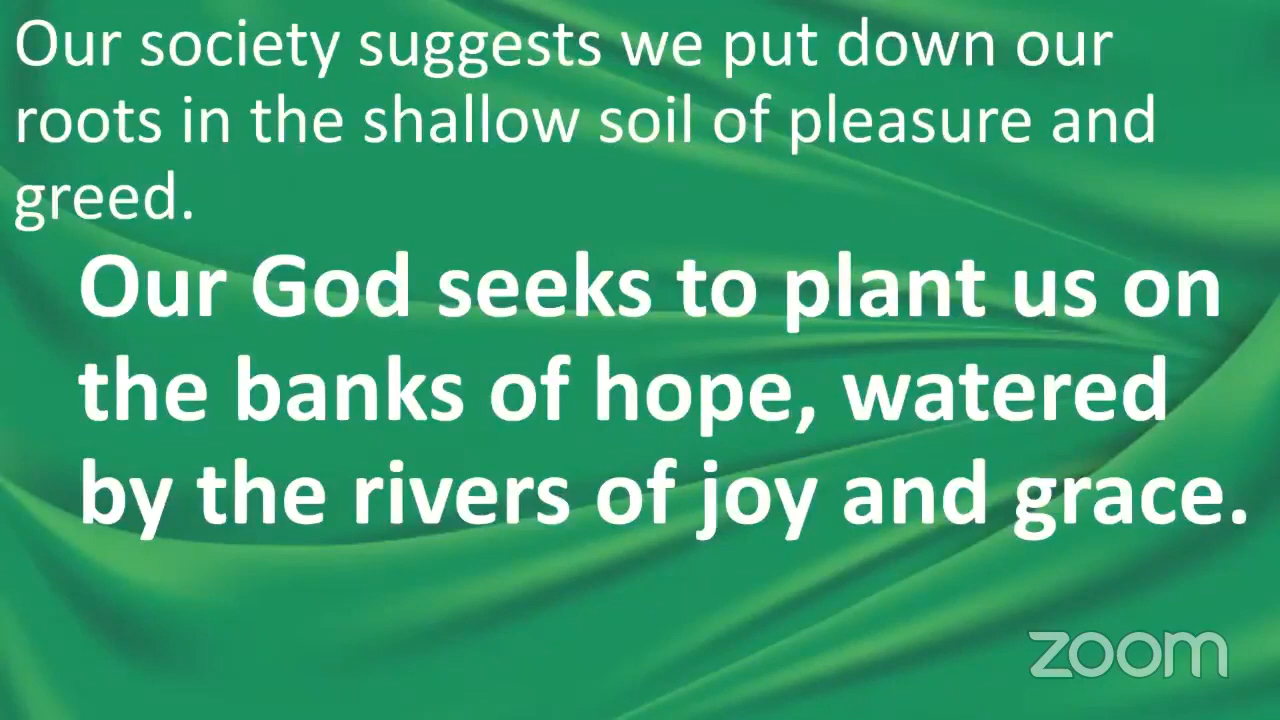 Our society suggests we put down our
roots in the shallow soil of pleasure and
greed.
Our God seeks to plant us on
the banks of hope, watered
by the rivers of joy and grace.
zoom